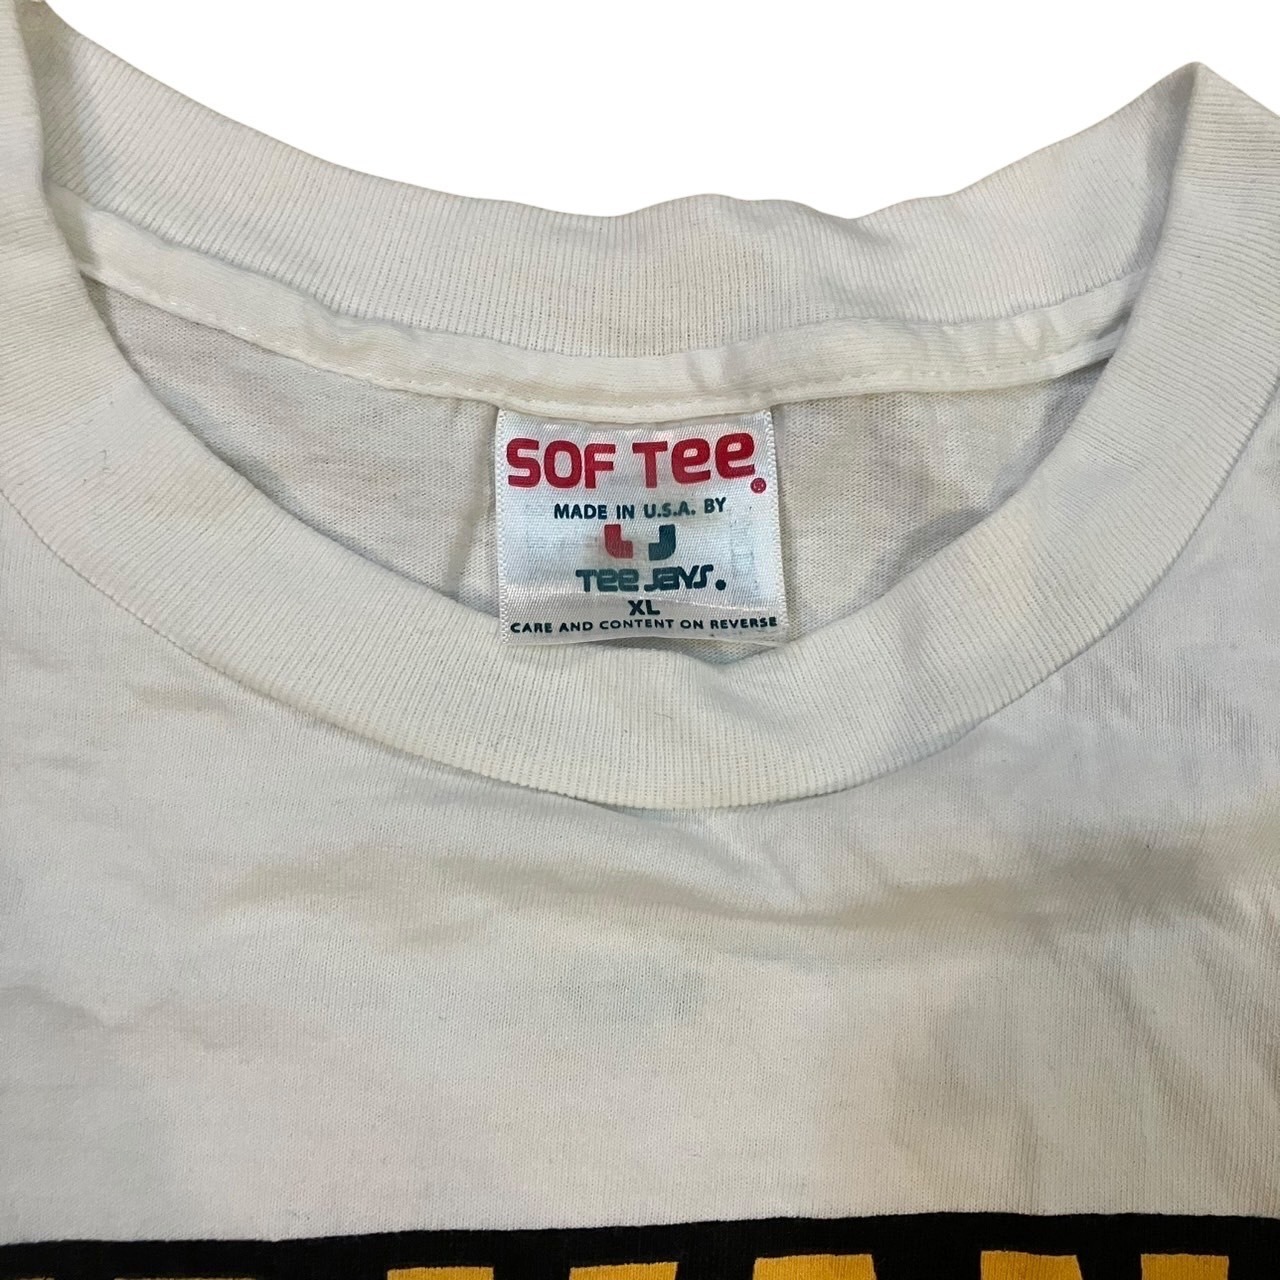 SOF TEE®
MADE IN U.S.A. BY
TEE JAYS.
XL
CARE AND CONTENT ON REVERSE